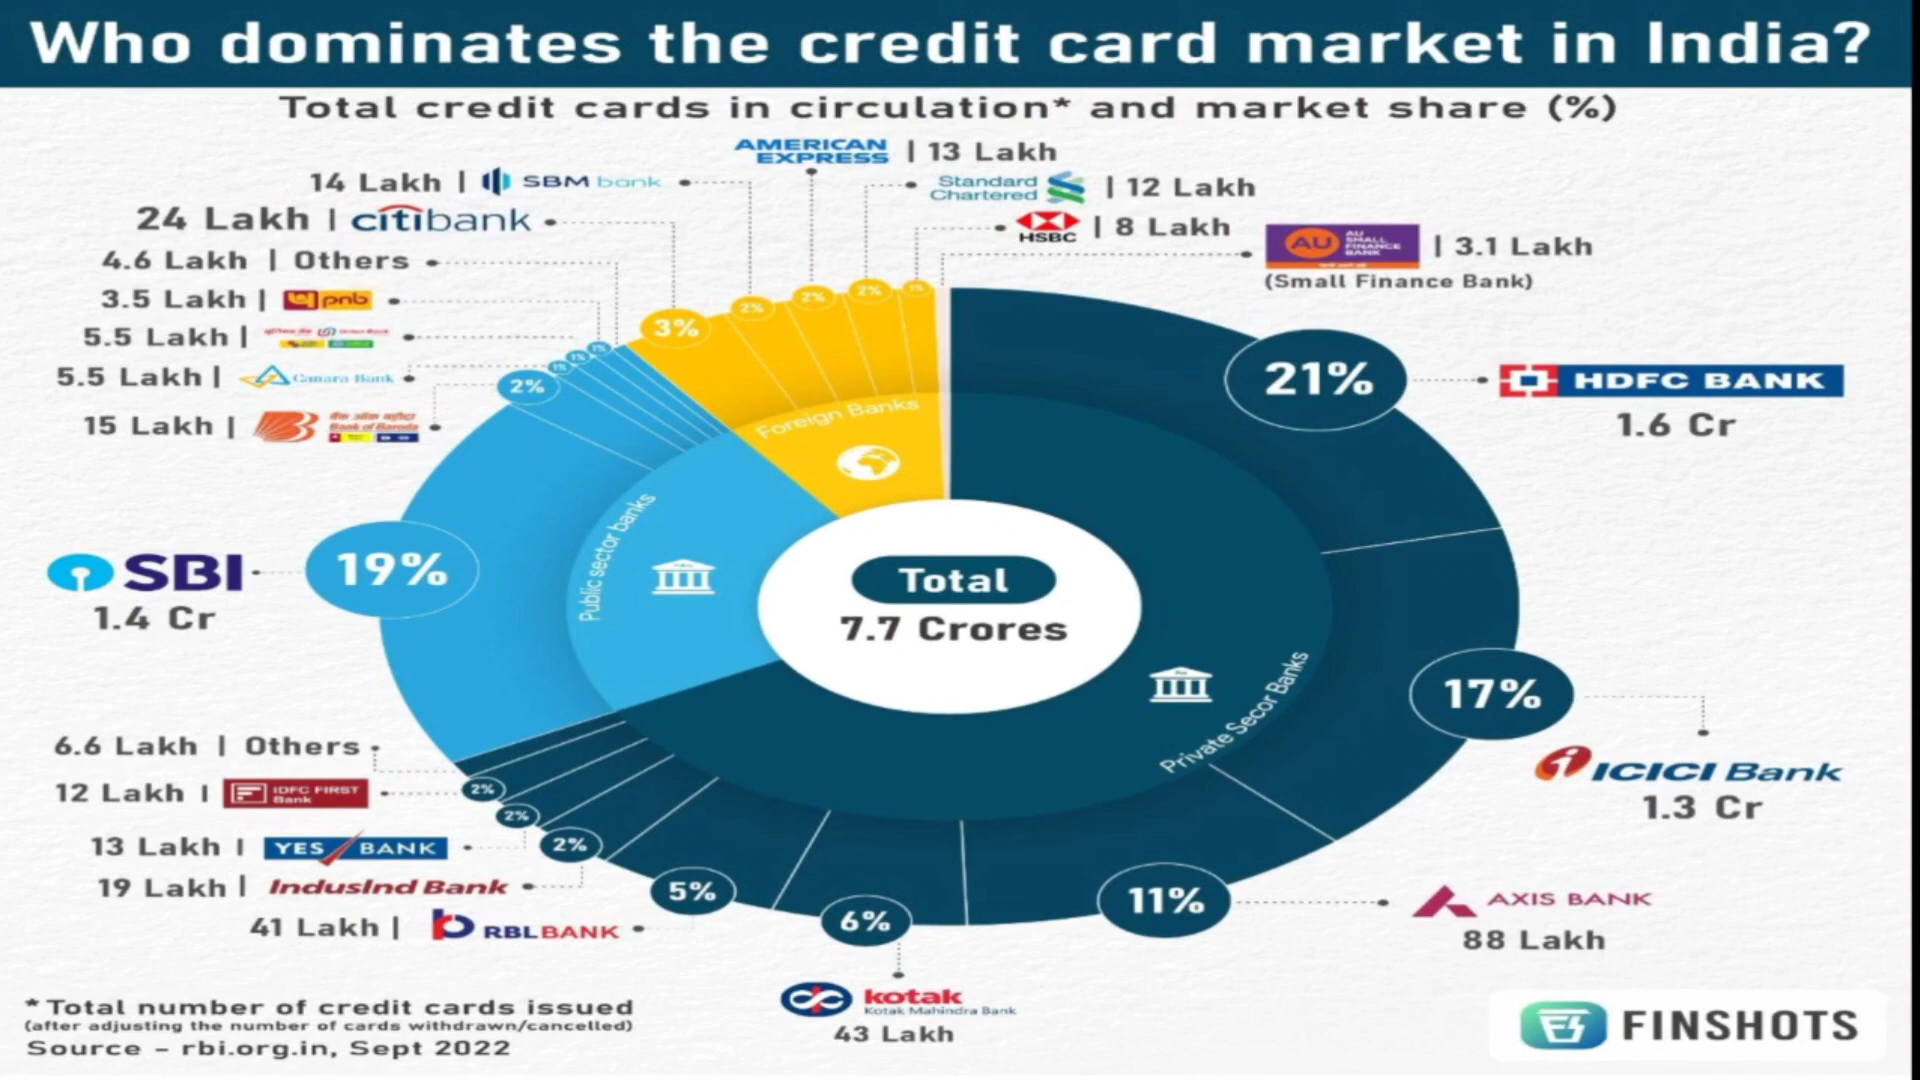 Who dominates the credit card market in India?
Total credit cards in circulation* and market share (%)
AMERICAN
EXPRESS | 13 Lakh
14 Lakh | SBM bank
Standard
Chartered | 12 Lakh
24 Lakh | citibank
HSBC | 8 Lakh
AU
AU
SMALL
FINANCE
BANK | 3.1 Lakh
(Small Finance Bank)
4.6 Lakh | Others
3.5 Lakh | pnb
5.5 Lakh |
5.5 Lakh | Canara Bank
15 Lakh | बैंक ऑफ़ बड़ौदा
Bank of Baroda
3%
2%
2%
2%
1%
1%
1%
1%
2%
21%
HDFC BANK
1.6 Cr
Foreign Banks
Public sector banks
SBI
1.4 Cr
19%
Total
7.7 Crores
Private Secor Banks
17%
ICICI Bank
1.3 Cr
6.6 Lakh | Others
12 Lakh | IDFC FIRST
Bank
2%
13 Lakh | YES BANK
2%
19 Lakh | IndusInd Bank
2%
41 Lakh | RBL BANK
5%
6%
kotak
Kotak Mahindra Bank
43 Lakh
11%
AXIS BANK
88 Lakh
* Total number of credit cards issued
(after adjusting the number of cards withdrawn/cancelled)
Source - rbi.org.in, Sept 2022
FINSHOTS